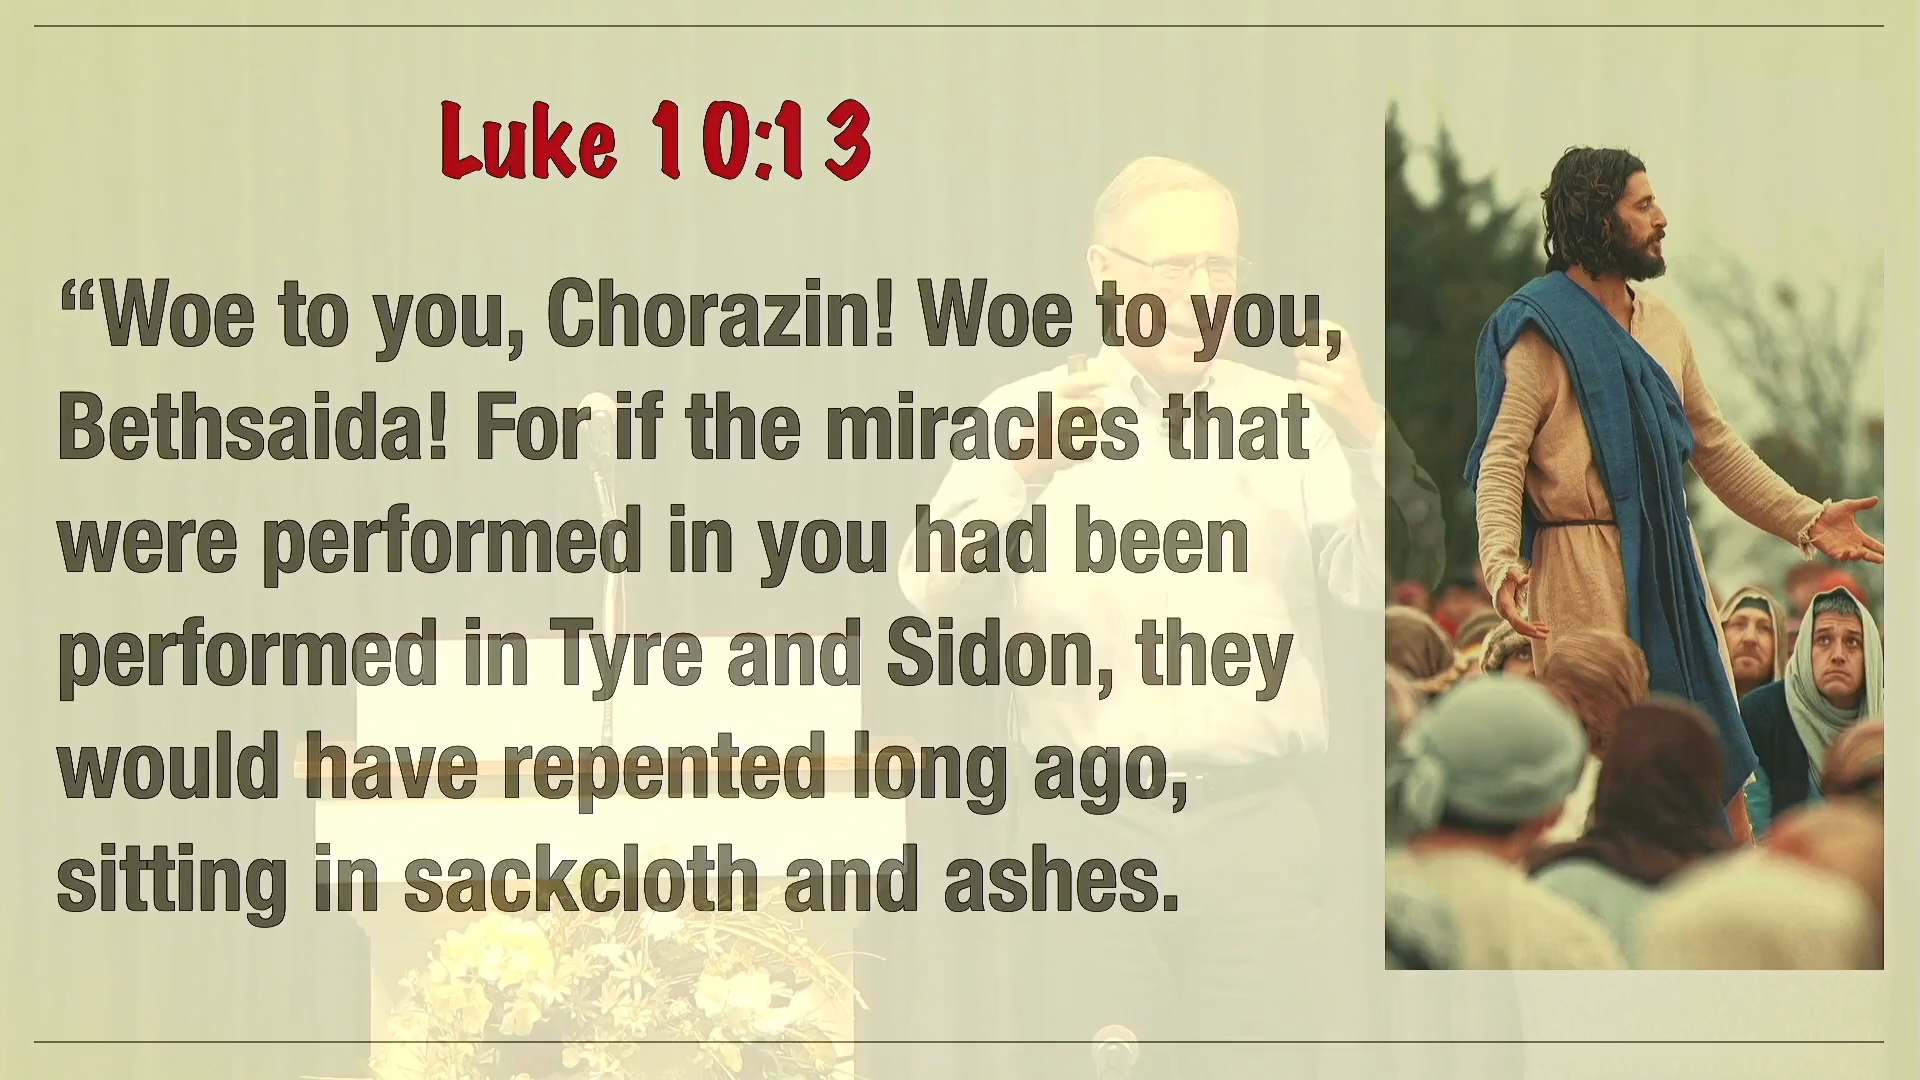 Luke 10:13
“Woe to you, Chorazin! Woe to you,
Bethsaida! For if the miracles that
were performed in you had been
performed in Tyre and Sidon, they
would have repented long ago,
sitting in sackcloth and ashes.